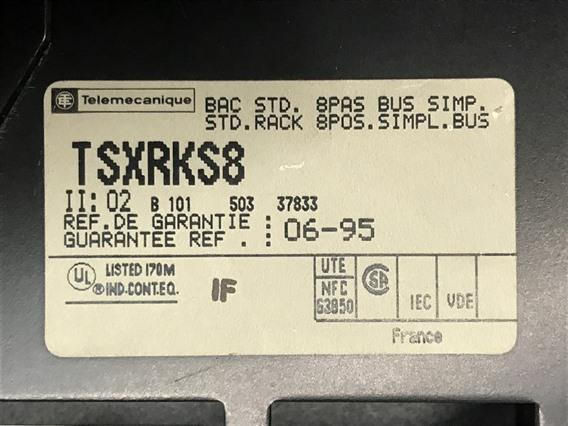 Telemecanique
BAC STD. 8PAS BUS SIMP.
STD.RACK 8POS.SIMPL.BUS
TSXRKS8
II: 02 B 101 503 37833
REF.DE GARANTIE :
GUARANTEE REF . : 06-95
UL LISTED 170M
® IND.CONT.EQ.
IF
UTE
NFC
63850
SA
IEC
VDE
France